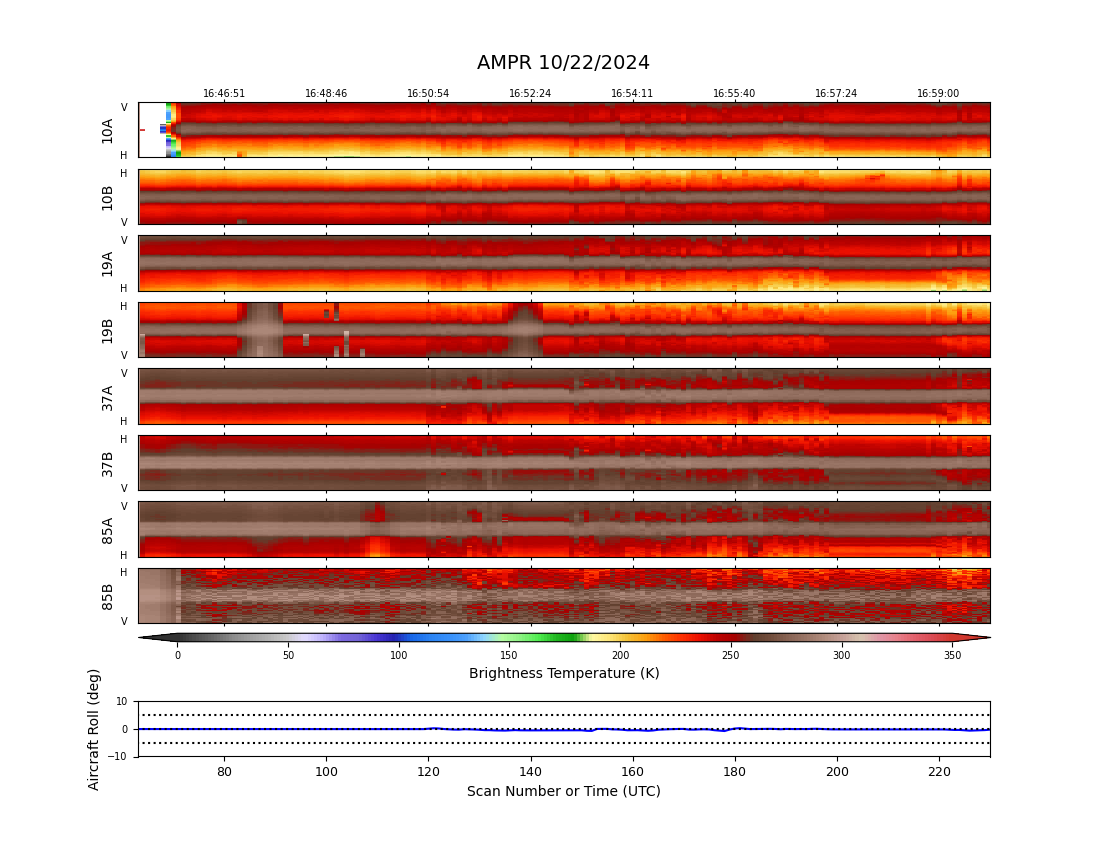 AMPR 10/22/2024
16:46:51 16:48:46 16:50:54 16:52:24 16:54:11 16:55:40 16:57:24 16:59:00
V
10A
H
H
10B
V
V
19A
H
H
19B
V
V
37A
H
H
37B
V
V
85A
H
H
85B
V
0 50 100 150 200 250 300 350
Brightness Temperature (K)
Aircraft Roll (deg)
10
0
−10
80 100 120 140 160 180 200 220
Scan Number or Time (UTC)